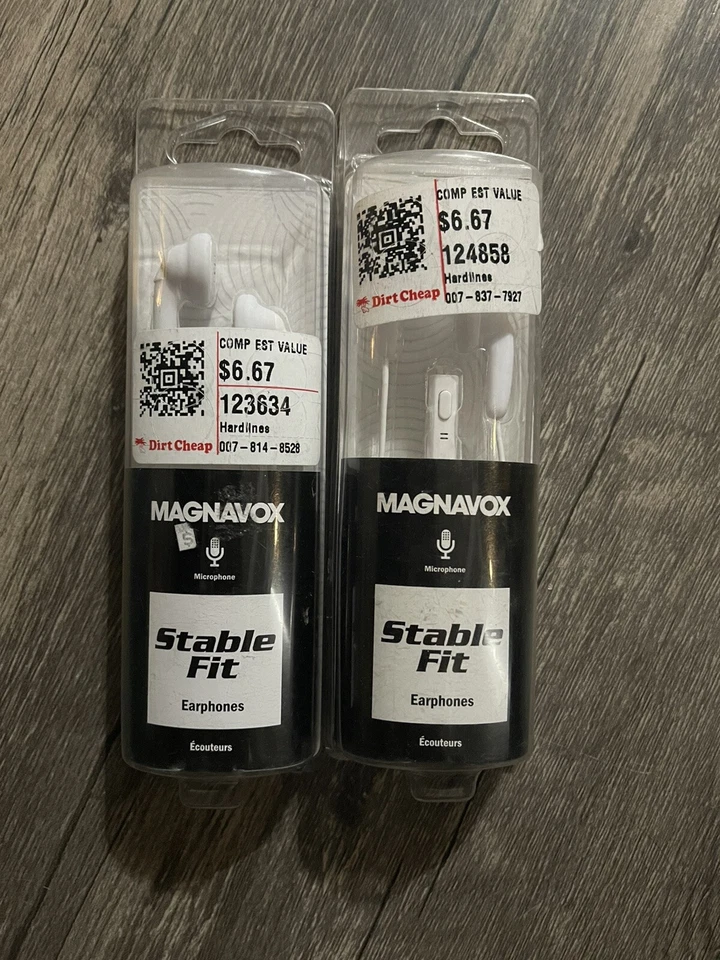 COMP EST VALUE
$6.67
123634
Hardlines
Dirt Cheap
007-814-8528
MAGNAVOX
Microphone
Stable
Fit
Earphones
Écouteurs
COMP EST VALUE
$6.67
124858
Hardlines
Dirt Cheap
007-837-7927
MAGNAVOX
Microphone
Stable
Fit
Earphones
Écouteurs